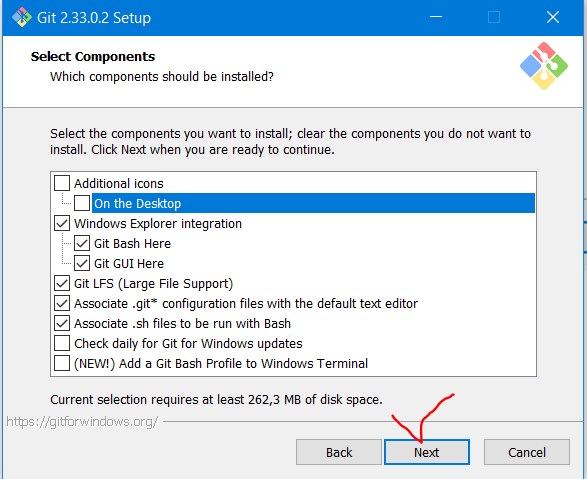 Git 2.33.0.2 Setup
Select Components
Which components should be installed?
Select the components you want to install; clear the components you do not want to
install. Click Next when you are ready to continue.
Additional icons
On the Desktop
Windows Explorer integration
Git Bash Here
Git GUI Here
Git LFS (Large File Support)
Associate .git* configuration files with the default text editor
Associate .sh files to be run with Bash
Check daily for Git for Windows updates
(NEW!) Add a Git Bash Profile to Windows Terminal
Current selection requires at least 262,3 MB of disk space.
https://gitforwindows.org/
Back
Next
Cancel